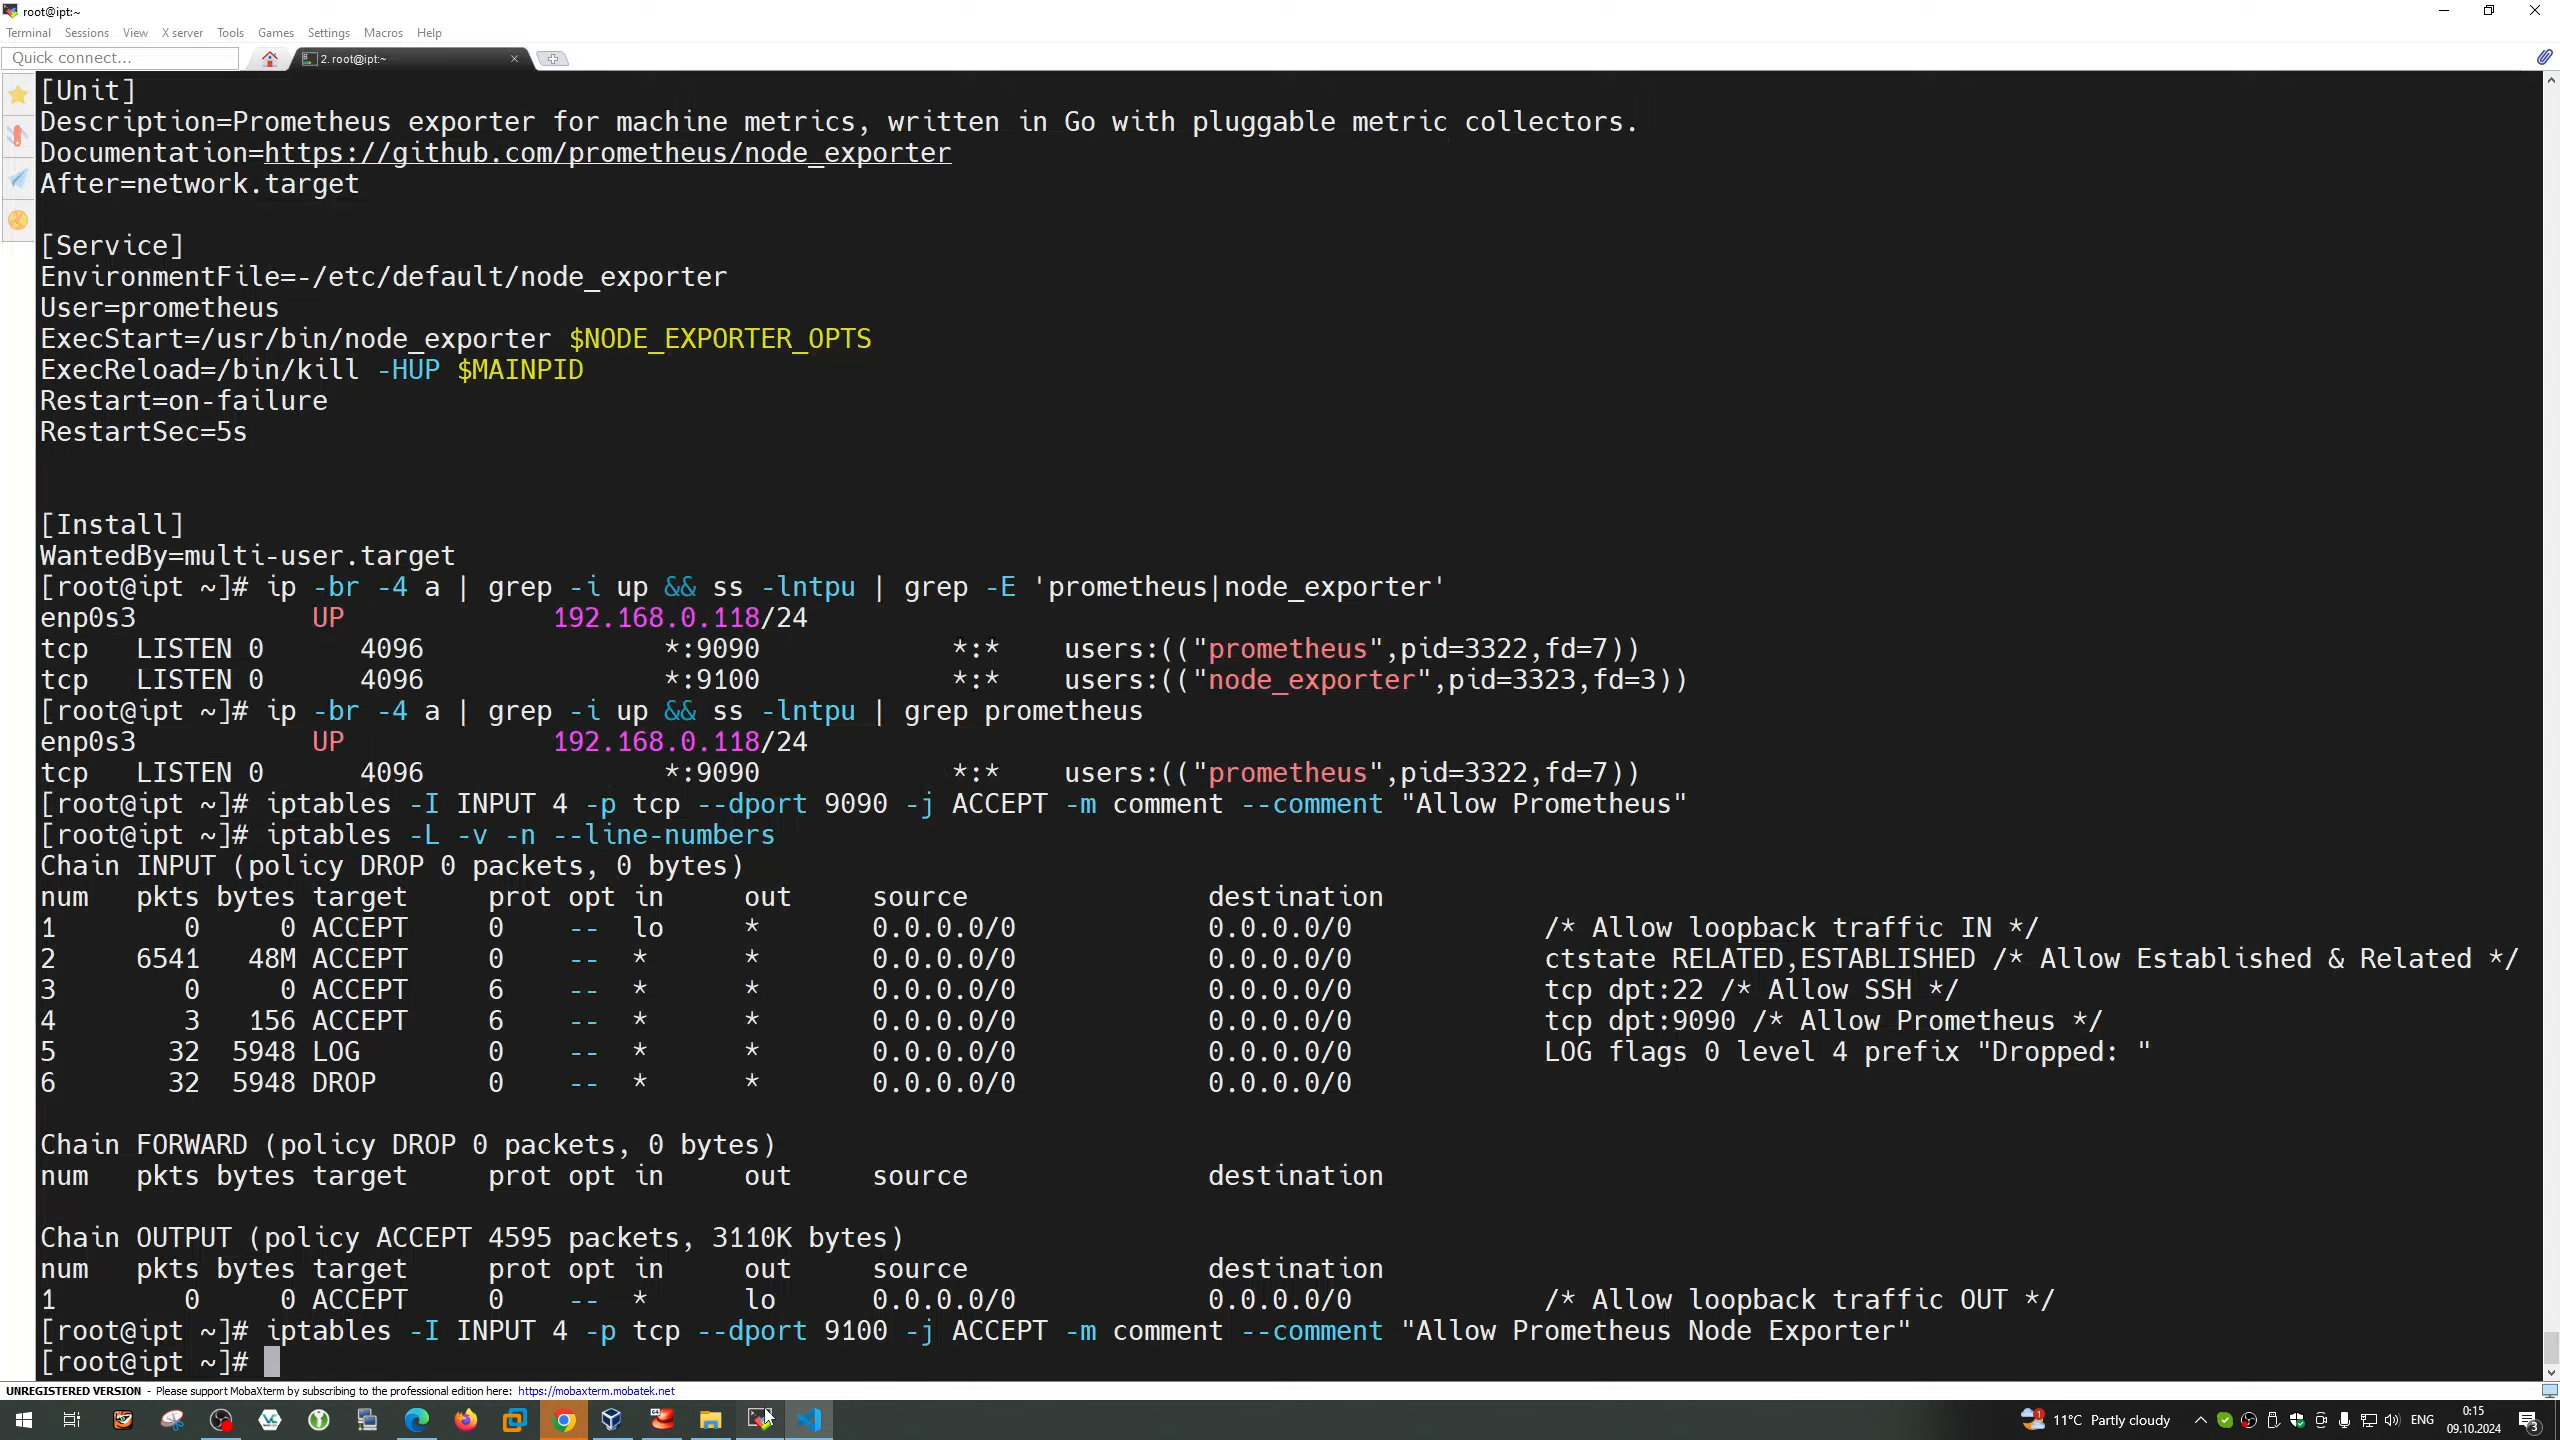 root@ipt:~
Terminal Sessions View X server Tools Games Settings Macros Help
Quick connect... 2. root@ipt:~
[Unit]
Description=Prometheus exporter for machine metrics, written in Go with pluggable metric collectors.
Documentation=https://github.com/prometheus/node_exporter
After=network.target
[Service]
EnvironmentFile=-/etc/default/node_exporter
User=prometheus
ExecStart=/usr/bin/node_exporter $NODE_EXPORTER_OPTS
ExecReload=/bin/kill -HUP $MAINPID
Restart=on-failure
RestartSec=5s
[Install]
WantedBy=multi-user.target
[root@ipt ~]# ip -br -4 a | grep -i up && ss -lntpu | grep -E 'prometheus|node_exporter'
enp0s3 UP 192.168.0.118/24
tcp LISTEN 0 4096 *:9090 *:* users:(("prometheus",pid=3322,fd=7))
tcp LISTEN 0 4096 *:9100 *:* users:(("node_exporter",pid=3323,fd=3))
[root@ipt ~]# ip -br -4 a | grep -i up && ss -lntpu | grep prometheus
enp0s3 UP 192.168.0.118/24
tcp LISTEN 0 4096 *:9090 *:* users:(("prometheus",pid=3322,fd=7))
[root@ipt ~]# iptables -I INPUT 4 -p tcp --dport 9090 -j ACCEPT -m comment --comment "Allow Prometheus"
[root@ipt ~]# iptables -L -v -n --line-numbers
Chain INPUT (policy DROP 0 packets, 0 bytes)
num pkts bytes target prot opt in out source destination
1 0 0 ACCEPT 0 -- lo * 0.0.0.0/0 0.0.0.0/0 /* Allow loopback traffic IN */
2 6541 48M ACCEPT 0 -- * * 0.0.0.0/0 0.0.0.0/0 ctstate RELATED,ESTABLISHED /* Allow Established & Related */
3 0 0 ACCEPT 6 -- * * 0.0.0.0/0 0.0.0.0/0 tcp dpt:22 /* Allow SSH */
4 3 156 ACCEPT 6 -- * * 0.0.0.0/0 0.0.0.0/0 tcp dpt:9090 /* Allow Prometheus */
5 32 5948 LOG 0 -- * * 0.0.0.0/0 0.0.0.0/0 LOG flags 0 level 4 prefix "Dropped: "
6 32 5948 DROP 0 -- * * 0.0.0.0/0 0.0.0.0/0
Chain FORWARD (policy DROP 0 packets, 0 bytes)
num pkts bytes target prot opt in out source destination
Chain OUTPUT (policy ACCEPT 4595 packets, 3110K bytes)
num pkts bytes target prot opt in out source destination
1 0 0 ACCEPT 0 -- * lo 0.0.0.0/0 0.0.0.0/0 /* Allow loopback traffic OUT */
[root@ipt ~]# iptables -I INPUT 4 -p tcp --dport 9100 -j ACCEPT -m comment --comment "Allow Prometheus Node Exporter"
[root@ipt ~]#
UNREGISTERED VERSION - Please support MobaXterm by subscribing to the professional edition here: https://mobaxterm.mobatek.net
11°C Partly cloudy ENG 0:15
09.10.2024 3